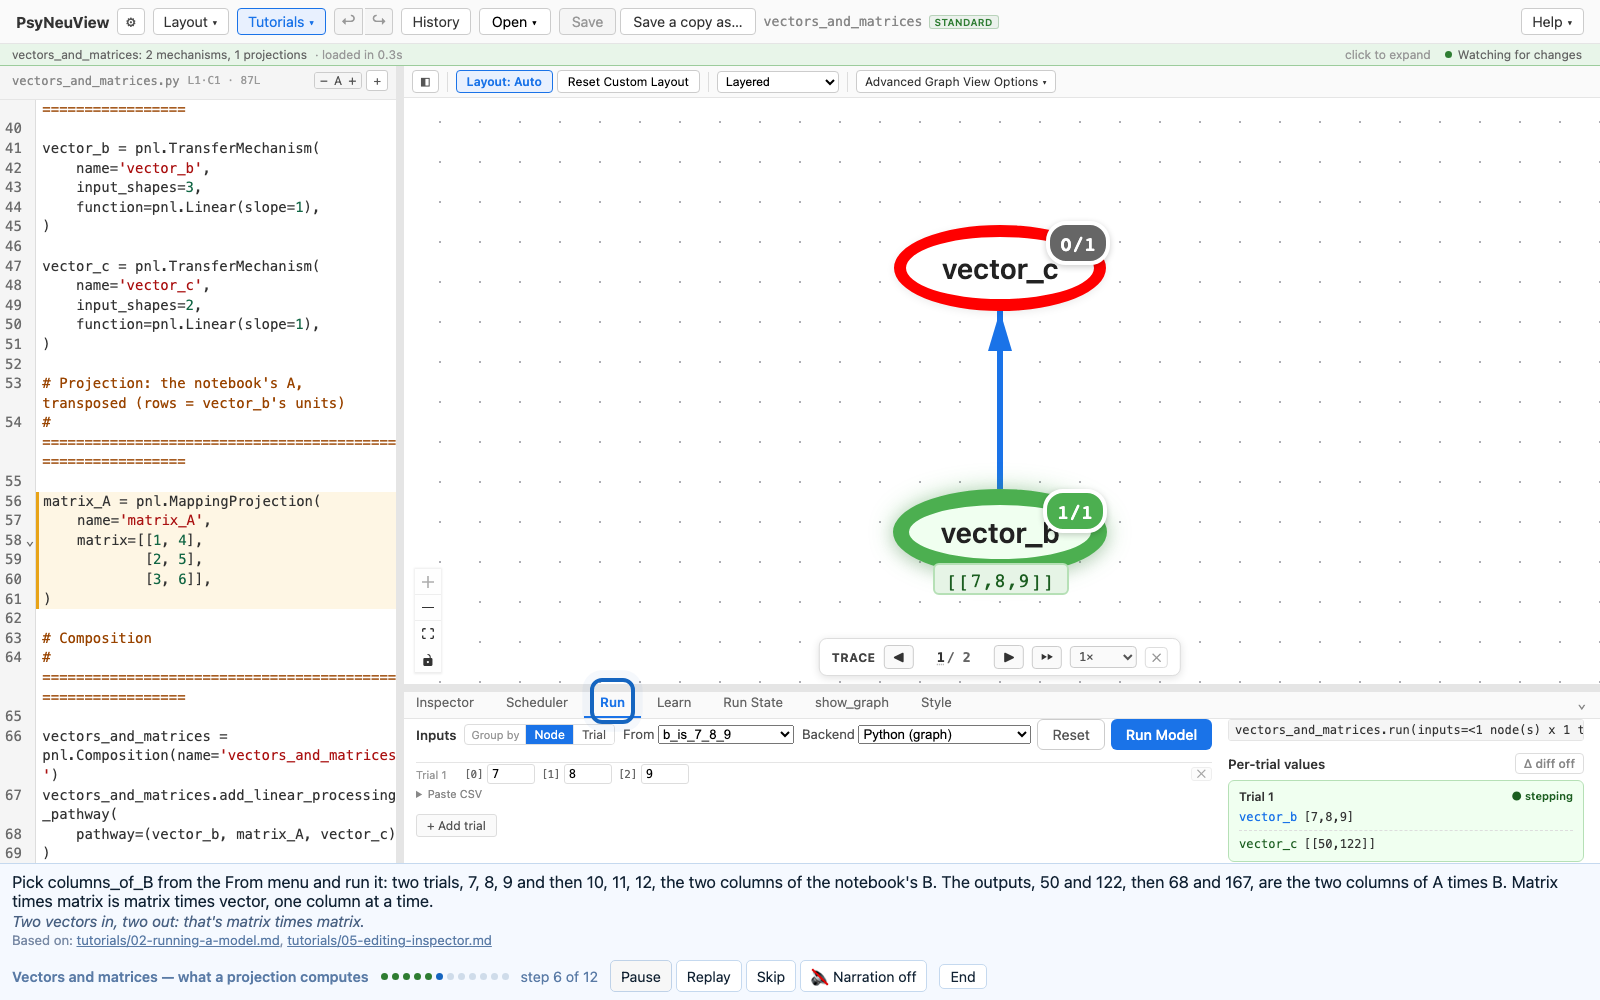 PsyNeuView ⚙ Layout ▾ Tutorials ▾ ↩ ↪ History Open ▾ Save Save a copy as... vectors_and_matrices STANDARD Help ▾
vectors_and_matrices: 2 mechanisms, 1 projections · loaded in 0.3s click to expand ● Watching for changes
vectors_and_matrices.py L1:C1 · 87L − A + +
Layout: Auto Reset Custom Layout Layered Advanced Graph View Options ▾
=================
40
41 vector_b = pnl.TransferMechanism(
42 name='vector_b',
43 input_shapes=3,
44 function=pnl.Linear(slope=1),
45 )
46
47 vector_c = pnl.TransferMechanism(
48 name='vector_c',
49 input_shapes=2,
50 function=pnl.Linear(slope=1),
51 )
52
53 # Projection: the notebook's A,
transposed (rows = vector_b's units)
54 #
==========================================
=================
55
56 matrix_A = pnl.MappingProjection(
57 name='matrix_A',
58 matrix=[[1, 4],
59 [2, 5],
60 [3, 6]],
61 )
62
63 # Composition
64 #
==========================================
=================
65
66 vectors_and_matrices =
pnl.Composition(name='vectors_and_matrices
')
67 vectors_and_matrices.add_linear_processing
_pathway(
68 pathway=(vector_b, matrix_A, vector_c)
69 )
0/1
vector_c
1/1
vector_b
[[7,8,9]]
TRACE ◀ 1 / 2 ▶ ▸▸ 1× ×
Inspector Scheduler Run Learn Run State show_graph Style
Inputs Group by Node Trial From b_is_7_8_9 Backend Python (graph) Reset Run Model
Trial 1 [0] 7 [1] 8 [2] 9 ×
▸ Paste CSV
+ Add trial
vectors_and_matrices.run(inputs=<1 node(s) x 1 t
Per-trial values Δ diff off
Trial 1 ● stepping
vector_b [7,8,9]
vector_c [[50,122]]
Pick columns_of_B from the From menu and run it: two trials, 7, 8, 9 and then 10, 11, 12, the two columns of the notebook's B. The outputs, 50 and 122, then 68 and 167, are the two columns of A times B. Matrix
times matrix is matrix times vector, one column at a time.
Two vectors in, two out: that's matrix times matrix.
Based on: tutorials/02-running-a-model.md, tutorials/05-editing-inspector.md
Vectors and matrices — what a projection computes step 6 of 12 Pause Replay Skip Narration off End